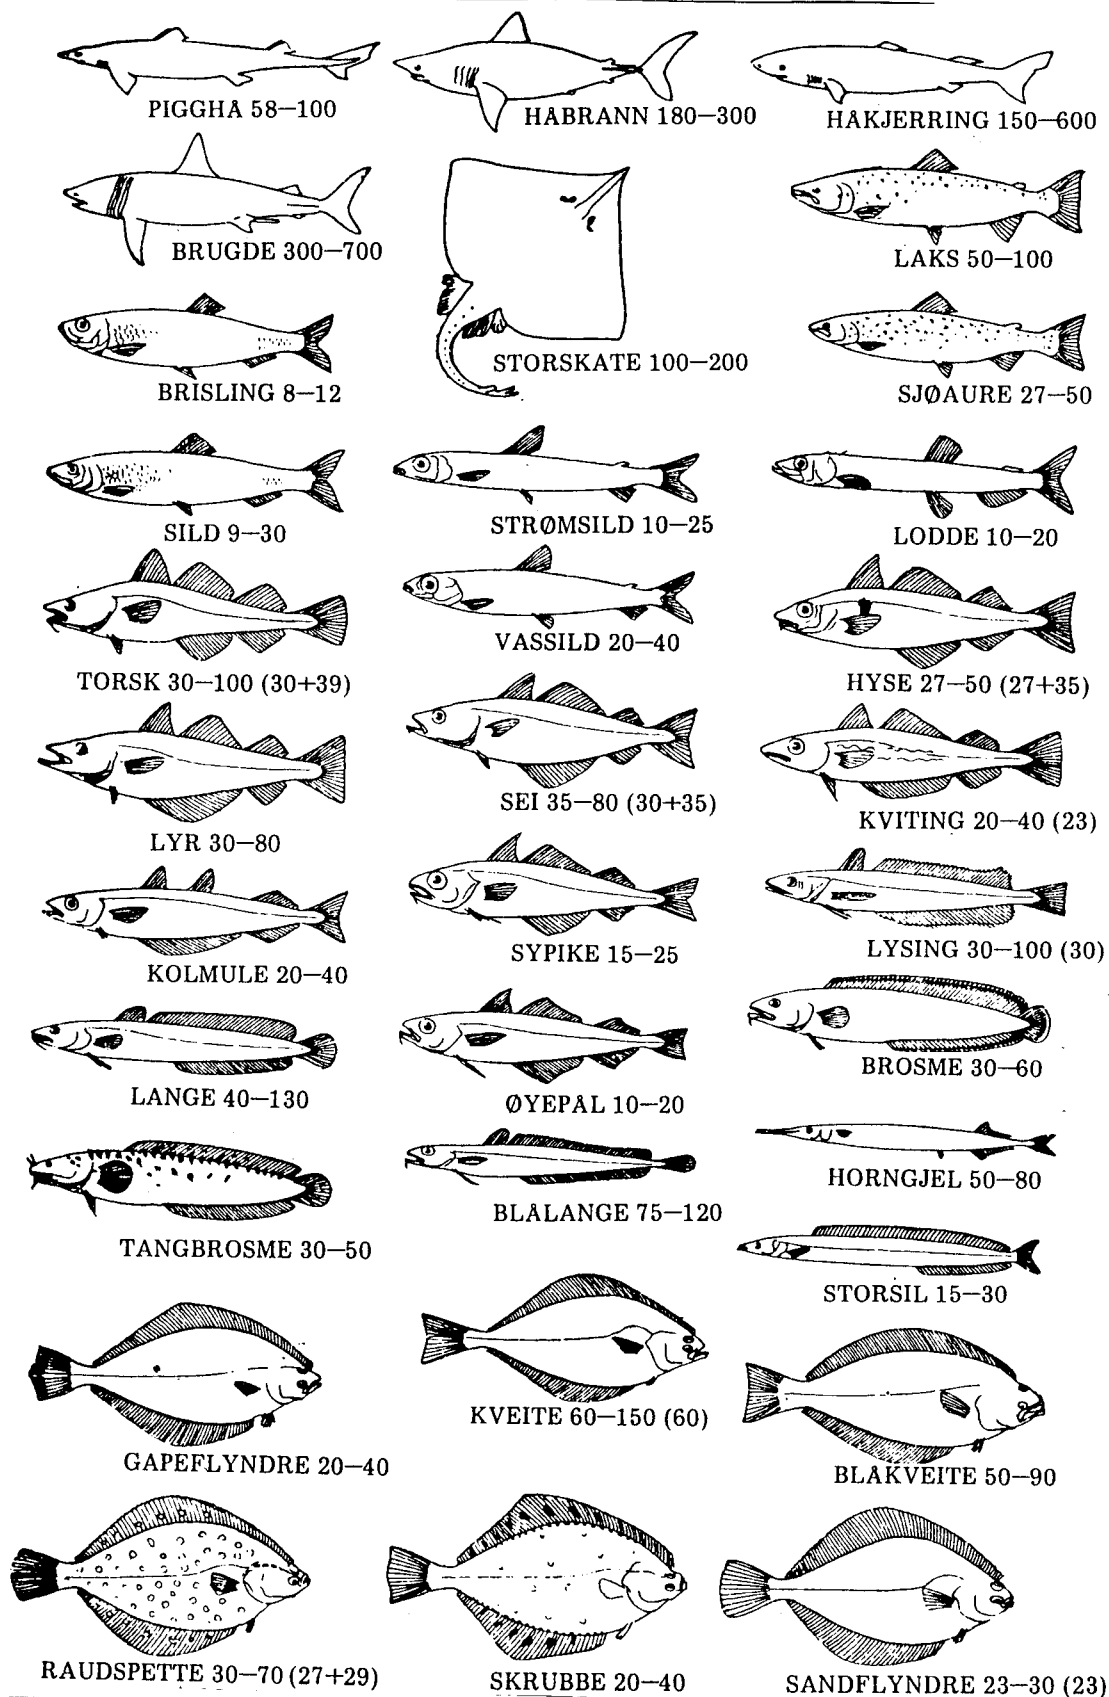 PIGGHÅ 58—100
HÅBRANN 180—300
HÅKJERRING 150—600
BRUGDE 300—700
LAKS 50—100
STORSKATE 100—200
BRISLING 8—12
SJØAURE 27—50
SILD 9—30
STRØMSILD 10—25
LODDE 10—20
VASSILD 20—40
TORSK 30—100 (30+39)
HYSE 27—50 (27+35)
SEI 35—80 (30+35)
KVITING 20—40 (23)
LYR 30—80
SYPIKE 15—25
LYSING 30—100 (30)
KOLMULE 20—40
BROSME 30—60
LANGE 40—130
ØYEPÅL 10—20
HORNGJEL 50—80
BLÅLANGE 75—120
TANGBROSME 30—50
STORSIL 15—30
KVEITE 60—150 (60)
GAPEFLYNDRE 20—40
BLÅKVEITE 50—90
RAUDSPETTE 30—70 (27+29)
SKRUBBE 20—40
SANDFLYNDRE 23—30 (23)